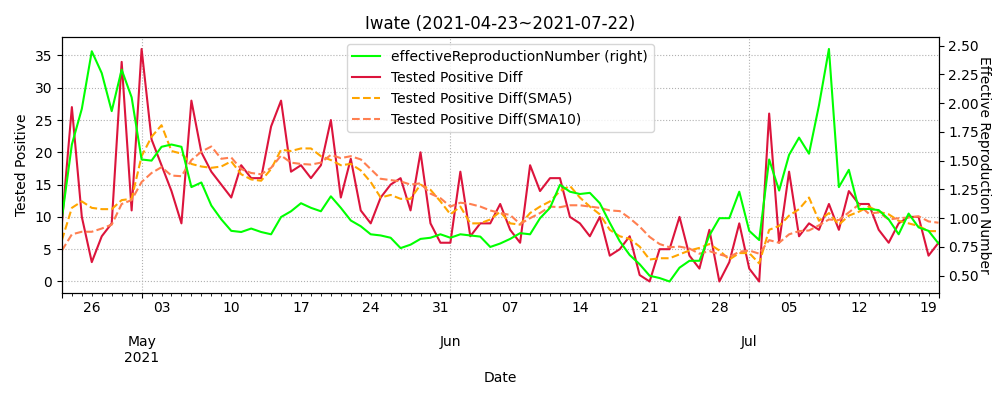 Iwate (2021-04-23~2021-07-22)
effectiveReproductionNumber (right)
Tested Positive Diff
Tested Positive Diff(SMA5)
Tested Positive Diff(SMA10)
Tested Positive
35
30
25
20
15
10
5
0
2.50
2.25
2.00
1.75
1.50
1.25
1.00
0.75
0.50
Effective Reproduction Number
26 03 10 17 24 31 07 14 21 28 05 12 19
May Jun Jul
2021
Date